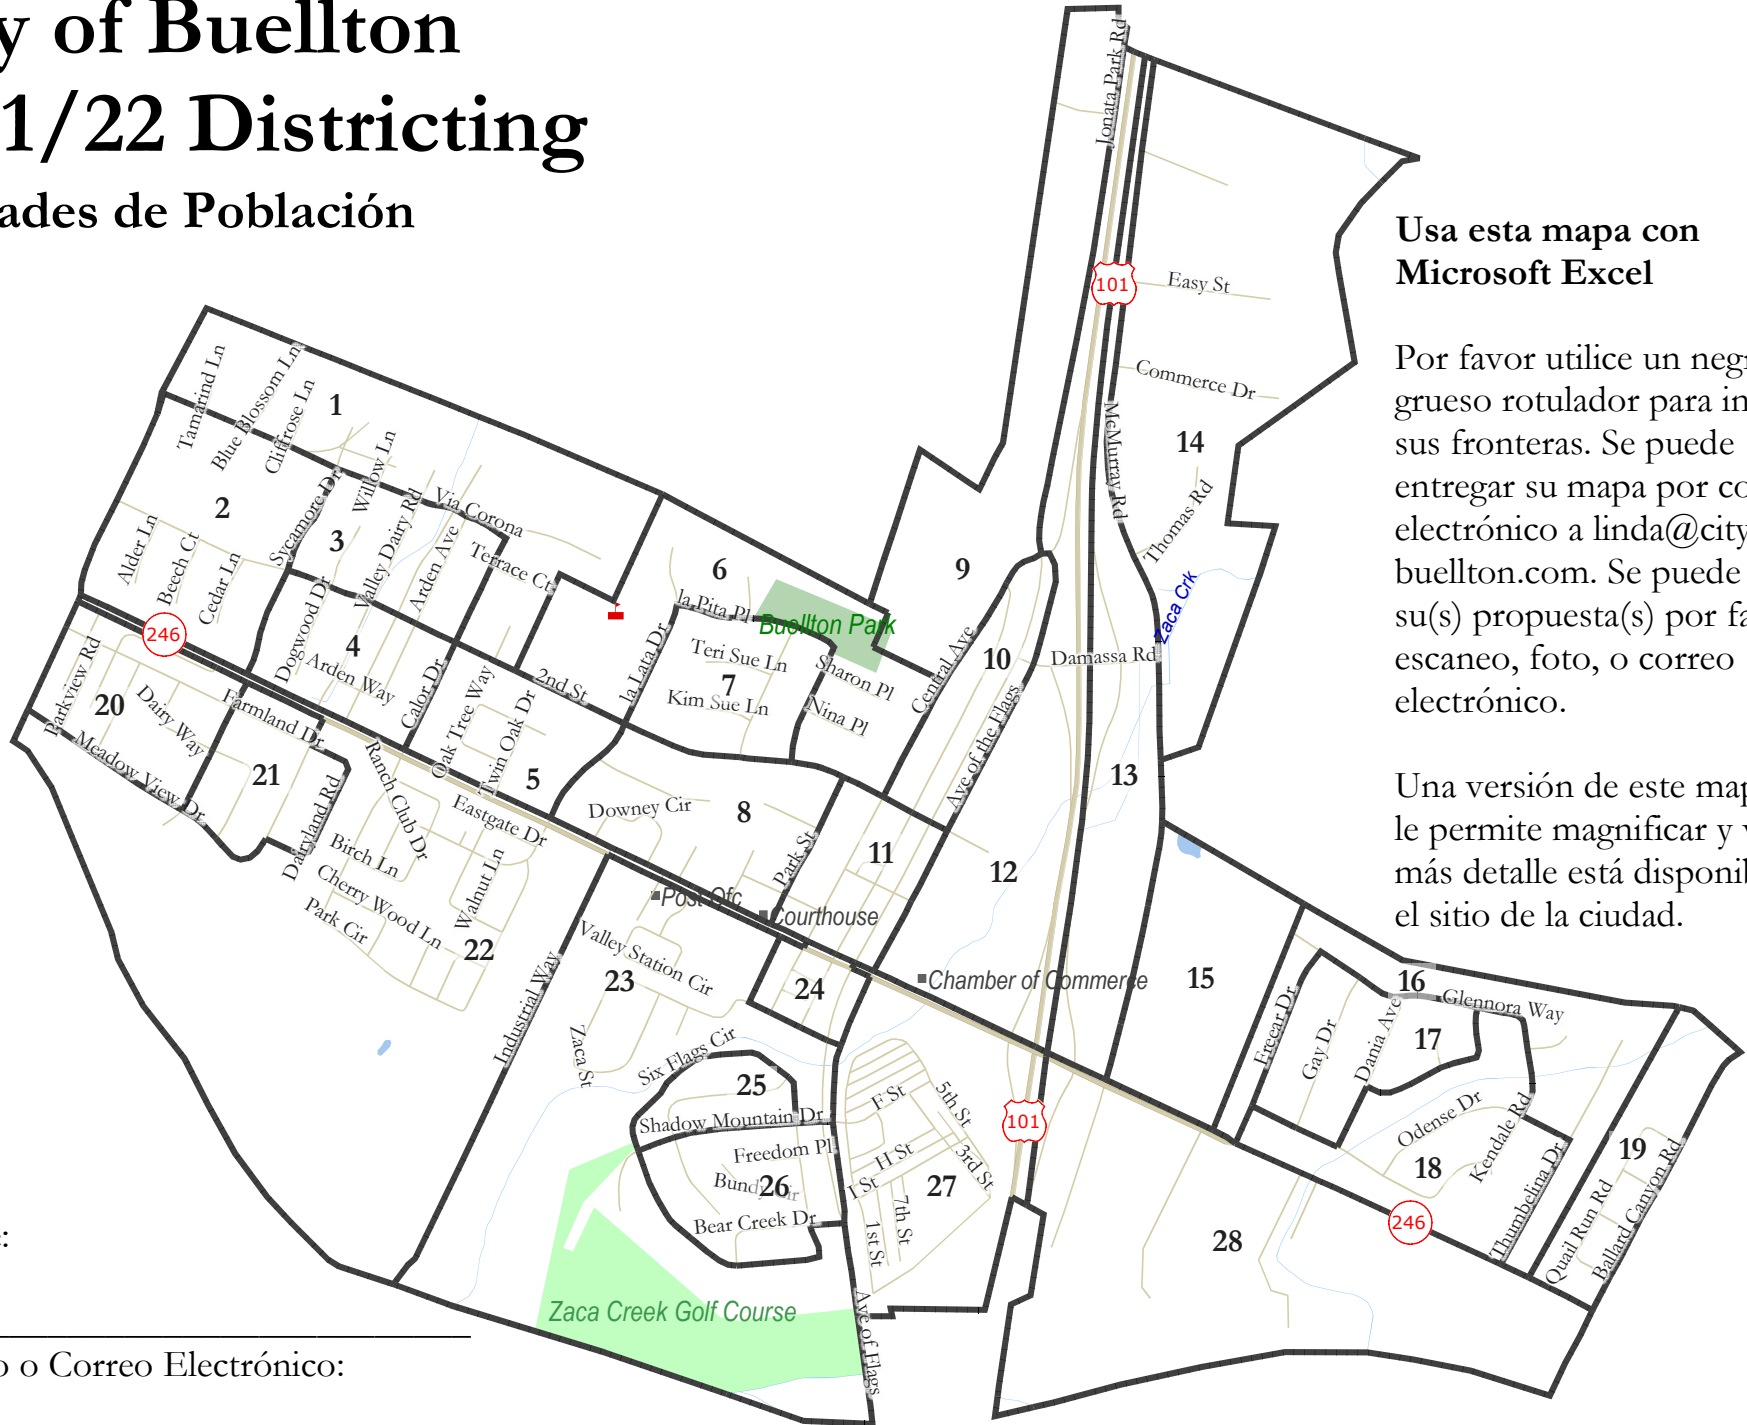 y of Buellton
1/22 Districting
ades de Población
Usa esta mapa con
Microsoft Excel
Por favor utilice un negr
grueso rotulador para in
sus fronteras. Se puede
entregar su mapa por co
electrónico a linda@city
buellton.com. Se puede
su(s) propuesta(s) por fa
escaneo, foto, o correo
electrónico.
Una versión de este map
le permite magnificar y v
más detalle está disponib
el sitio de la ciudad.
Jonata Park Rd
101
Easy St
Commerce Dr
McMurray Rd
14
Thomas Rd
Zaca Crk
Tamarind Ln
Blue Blossom Ln
Cliffrose Ln
1
Willow Ln
Sycamore Dr
2
3
Via Corona
Valley Dairy Rd
Arden Ave
Terrace Ct
Alder Ln
Beech Ct
Cedar Ln
Dogwood Dr
4
Arden Way
Calor Dr
6
la Pita Pl
Buellton Park
9
Teri Sue Ln
7
Kim Sue Ln
Sharon Pl
Nina Pl
la Lata Dr
2nd St
Central Ave
10
Damassa Rd
Ave of the Flags
13
246
Parkview Rd
20
Dairy Way
Farmland Dr
Meadow View Dr
21
Dairyland Rd
Ranch Club Dr
Oak Tree Way
Twin Oak Dr
5
Eastgate Dr
Downey Cir
8
Park St
11
12
Birch Ln
Cherry Wood Ln
Park Cir
Walnut Ln
22
Post Ofc
Courthouse
Chamber of Commerce
Industrial Way
Valley Station Cir
23
24
15
16
Glennora Way
Freear Dr
Gay Dr
Dania Ave
17
Zaca St
Six Flags Cir
25
Shadow Mountain Dr
Freedom Pl
Bundy Cir
26
Bear Creek Dr
F St
5th St
H St
3rd St
I St
27
7th St
1st St
101
Odense Dr
Kendale Rd
18
Thumbelina Dr
19
Quail Run Rd
Ballard Canyon Rd
246
28
Zaca Creek Golf Course
Ave of Flags
:
o o Correo Electrónico: